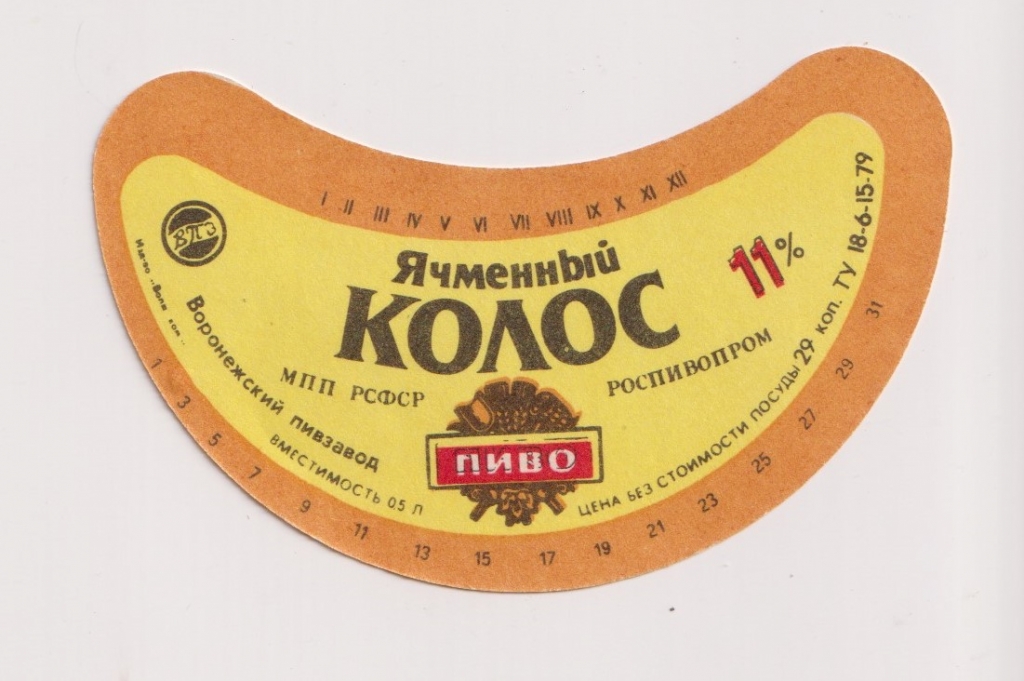 I II III IV V VI VII VIII IX X XI XII
ВПЗ
Ячменный
КОЛОС
11%
МПП РСФСР
РОСПИВОПРОМ
ПИВО
Воронежский пивзавод
ВМЕСТИМОСТЬ 0,5 Л
ЦЕНА БЕЗ СТОИМОСТИ ПОСУДЫ 29 коп. ТУ 18-6-15-79
1 3 5 7 9 11 13 15 17 19 21 23 25 27 29 31